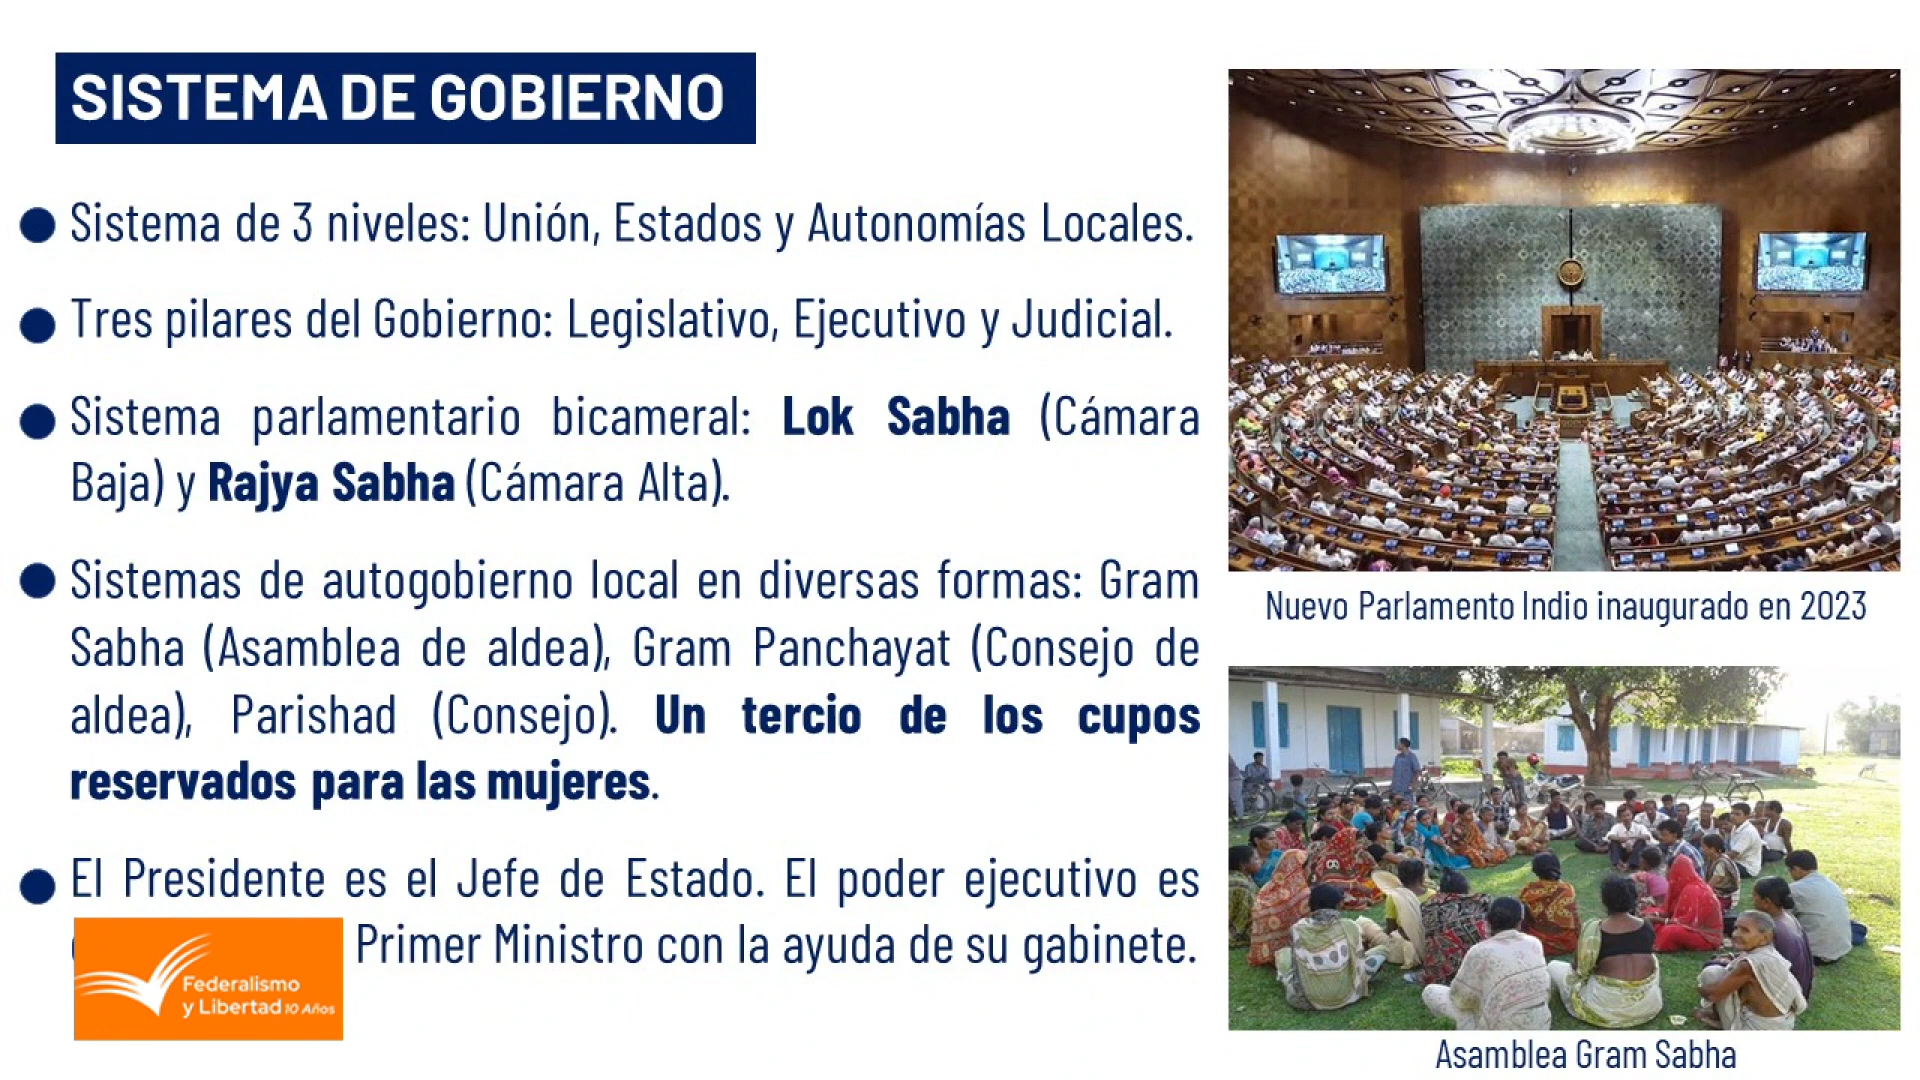 SISTEMA DE GOBIERNO
Sistema de 3 niveles: Unión, Estados y Autonomías Locales.
Tres pilares del Gobierno: Legislativo, Ejecutivo y Judicial.
Sistema parlamentario bicameral: Lok Sabha (Cámara
Baja) y Rajya Sabha (Cámara Alta).
Sistemas de autogobierno local en diversas formas: Gram
Sabha (Asamblea de aldea), Gram Panchayat (Consejo de
aldea), Parishad (Consejo). Un tercio de los cupos
reservados para las mujeres.
El Presidente es el Jefe de Estado. El poder ejecutivo es
Primer Ministro con la ayuda de su gabinete.
Federalismo
y Libertad 10 Años
Nuevo Parlamento Indio inaugurado en 2023
Asamblea Gram Sabha